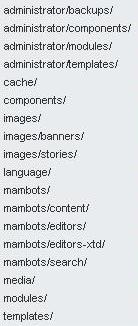 administrator/backups/
administrator/components/
administrator/modules/
administrator/templates/
cache/
components/
images/
images/banners/
images/stories/
language/
mambots/
mambots/content/
mambots/editors/
mambots/editors-xtd/
mambots/search/
media/
modules/
templates/